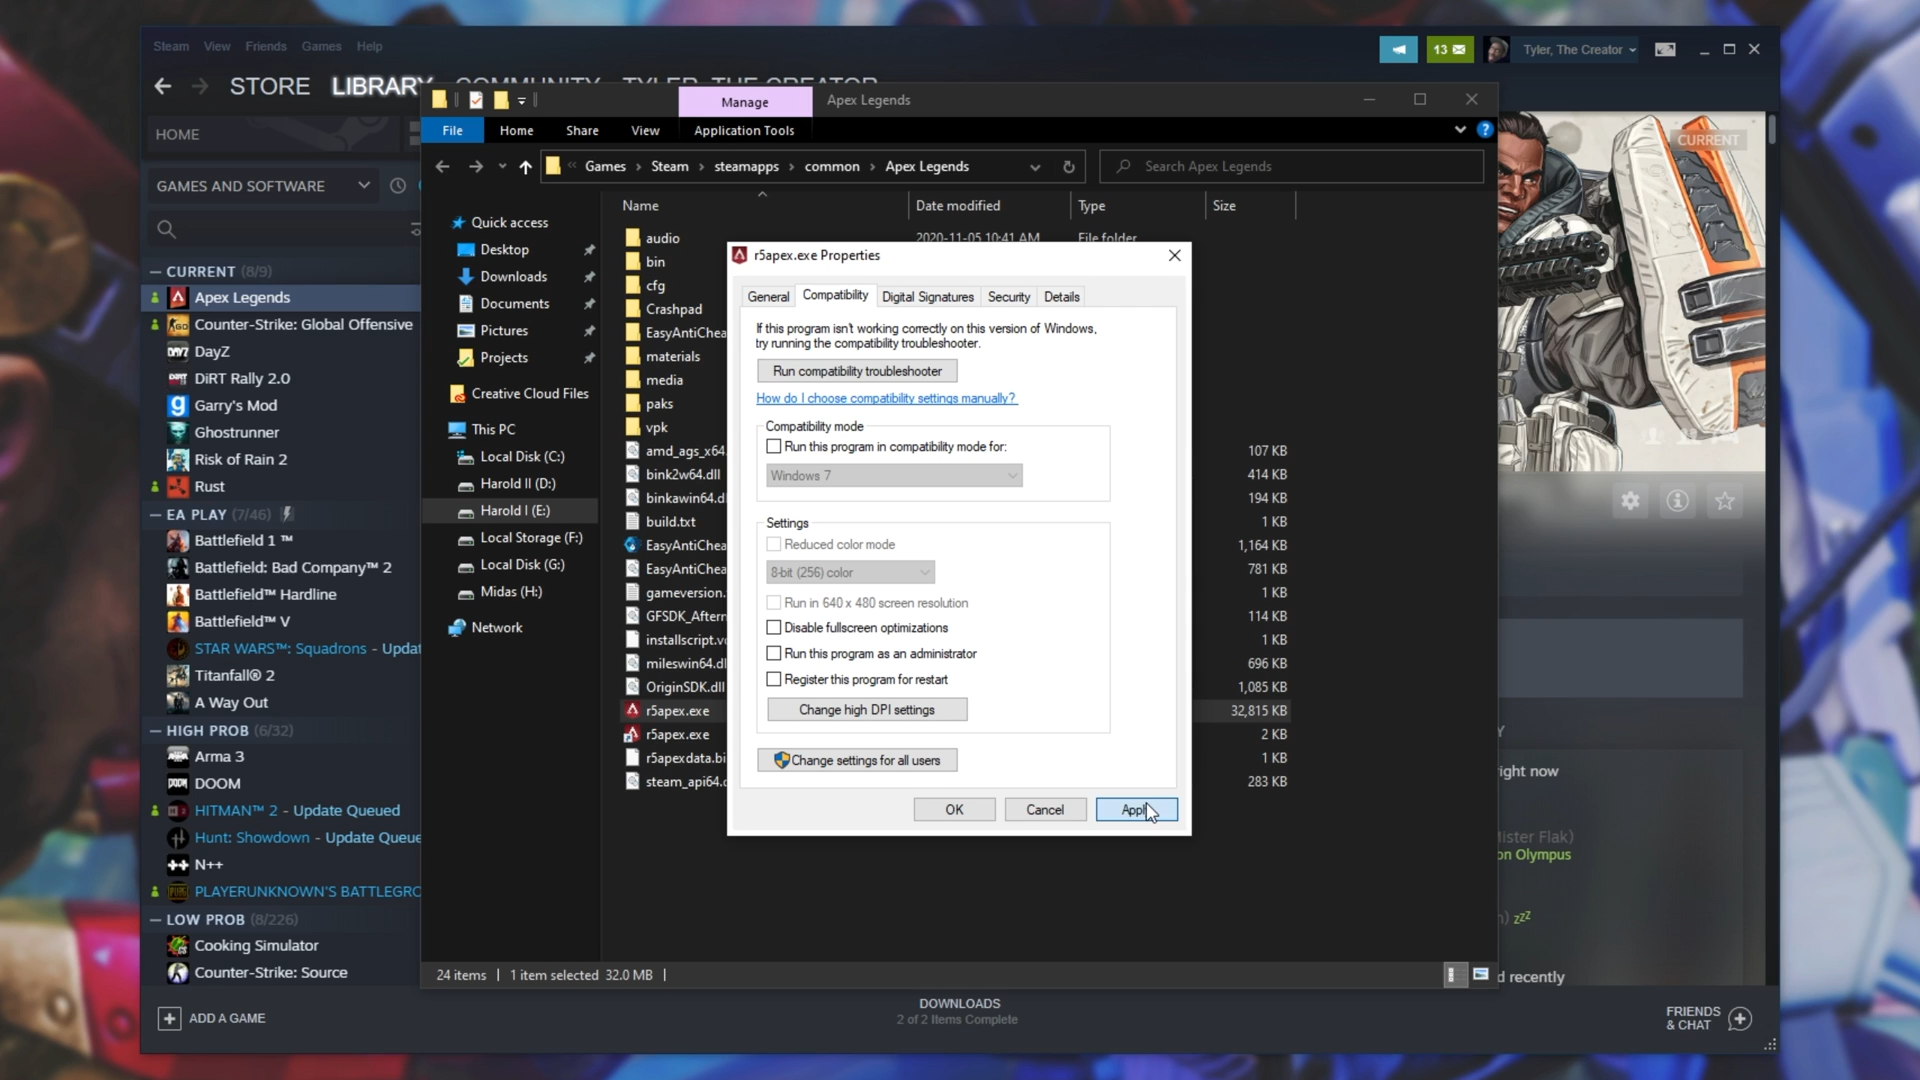 Steam View Friends Games Help
13
Tyler, The Creator
STORE LIBRARY COMMUNITY TYLER, THE CREATOR
HOME
GAMES AND SOFTWARE
CURRENT (8/9)
Apex Legends
Counter-Strike: Global Offensive
DayZ
DiRT Rally 2.0
Garry's Mod
Ghostrunner
Risk of Rain 2
Rust
EA PLAY (7/46)
Battlefield 1 ™
Battlefield: Bad Company™ 2
Battlefield™ Hardline
Battlefield™ V
STAR WARS™: Squadrons - Updat
Titanfall® 2
A Way Out
HIGH PROB (6/32)
Arma 3
DOOM
HITMAN™ 2 - Update Queued
Hunt: Showdown - Update Queue
N++
PLAYERUNKNOWN'S BATTLEGRO
LOW PROB (8/226)
Cooking Simulator
Counter-Strike: Source
ADD A GAME
Manage
Apex Legends
File Home Share View Application Tools
« Games › Steam › steamapps › common › Apex Legends
Search Apex Legends
Quick access
Desktop
Downloads
Documents
Pictures
Projects
Creative Cloud Files
This PC
Local Disk (C:)
Harold II (D:)
Harold I (E:)
Local Storage (F:)
Local Disk (G:)
Midas (H:)
Network
Name Date modified Type Size
audio 2020-11-05 10:41 AM File folder
bin
cfg
Crashpad
EasyAntiChea
materials
media
paks
vpk
amd_ags_x64. 107 KB
bink2w64.dll 414 KB
binkawin64.dl 194 KB
build.txt 1 KB
EasyAntiChea 1,164 KB
EasyAntiChea 781 KB
gameversion. 1 KB
GFSDK_Aftern 114 KB
installscript.vc 1 KB
mileswin64.dl 696 KB
OriginSDK.dll 1,085 KB
r5apex.exe 32,815 KB
r5apex.exe 2 KB
r5apexdata.bi 1 KB
steam_api64.c 283 KB
24 items 1 item selected 32.0 MB
r5apex.exe Properties
General Compatibility Digital Signatures Security Details
If this program isn't working correctly on this version of Windows,
try running the compatibility troubleshooter.
Run compatibility troubleshooter
How do I choose compatibility settings manually?
Compatibility mode
Run this program in compatibility mode for:
Windows 7
Settings
Reduced color mode
8-bit (256) color
Run in 640 x 480 screen resolution
Disable fullscreen optimizations
Run this program as an administrator
Register this program for restart
Change high DPI settings
Change settings for all users
OK Cancel Appl
CURRENT
Y
ight now
ister Flak)
on Olympus
) zzz
d recently
DOWNLOADS
2 of 2 Items Complete
FRIENDS
& CHAT